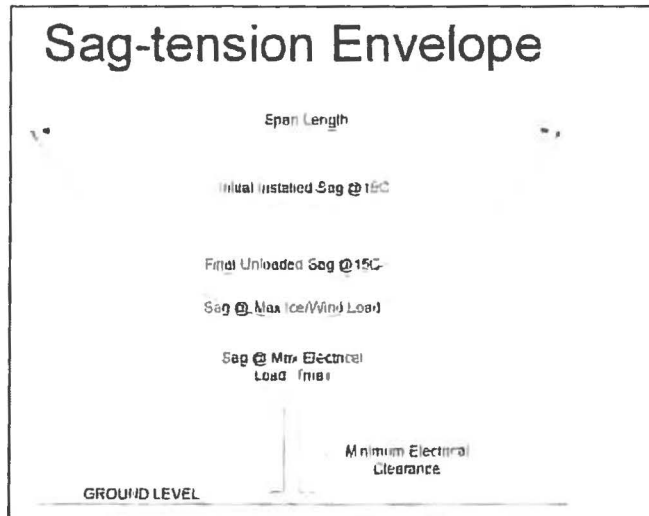 Sag-tension Envelope
Span Length
Initial Installed Sag @15C
Final Unloaded Sag @15C
Sag @ Max Ice/Wind Load
Sag @ Max Electrical
Load
Minimum Electrical
Clearance
GROUND LEVEL